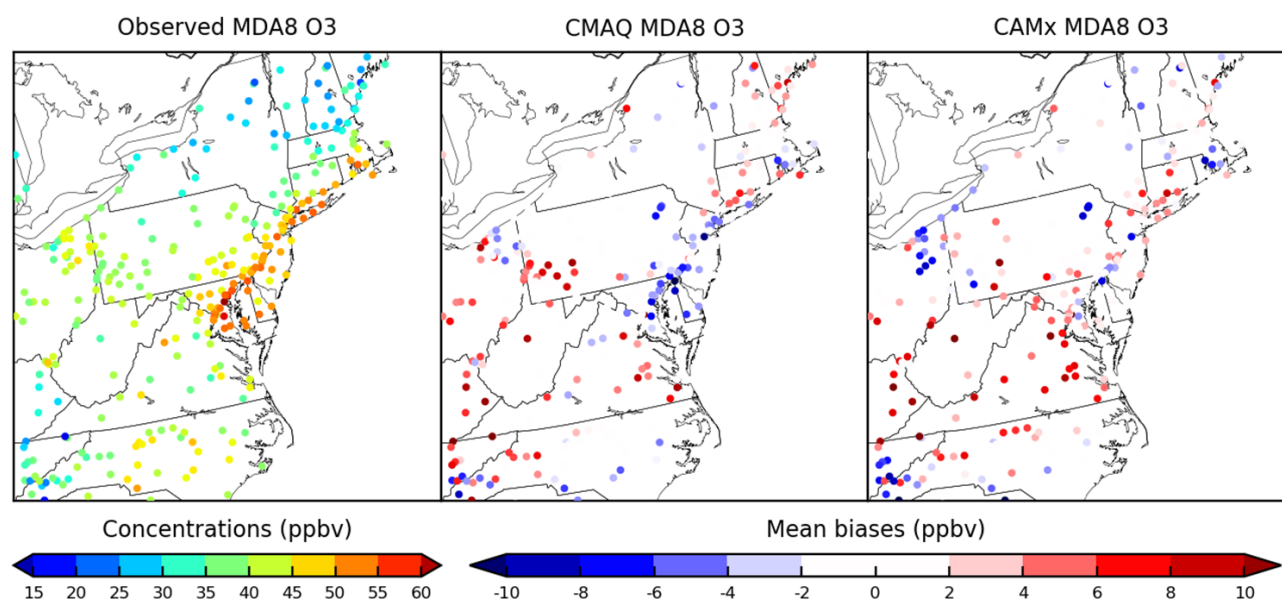 Observed MDA8 O3 CMAQ MDA8 O3 CAMx MDA8 O3
Concentrations (ppbv) Mean biases (ppbv)
15 20 25 30 35 40 45 50 55 60 -10 -8 -6 -4 -2 0 2 4 6 8 10